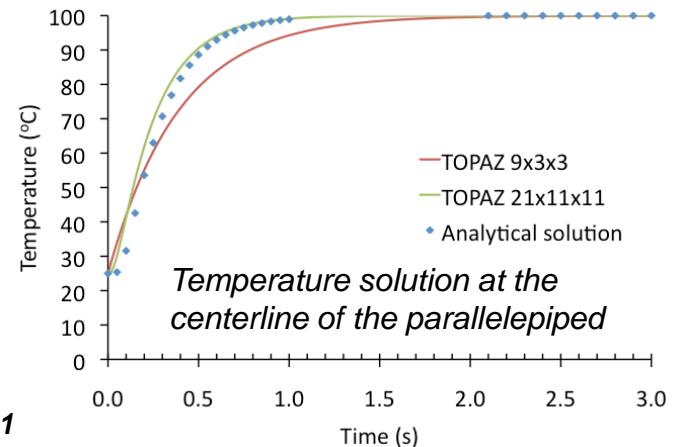 100
90
80
70
60
50
40
30
20
10
0
Temperature (°C)
TOPAZ 9x3x3
TOPAZ 21x11x11
Analytical solution
Temperature solution at the
centerline of the parallelepiped
0.0 0.5 1.0 1.5 2.0 2.5 3.0
Time (s)
1